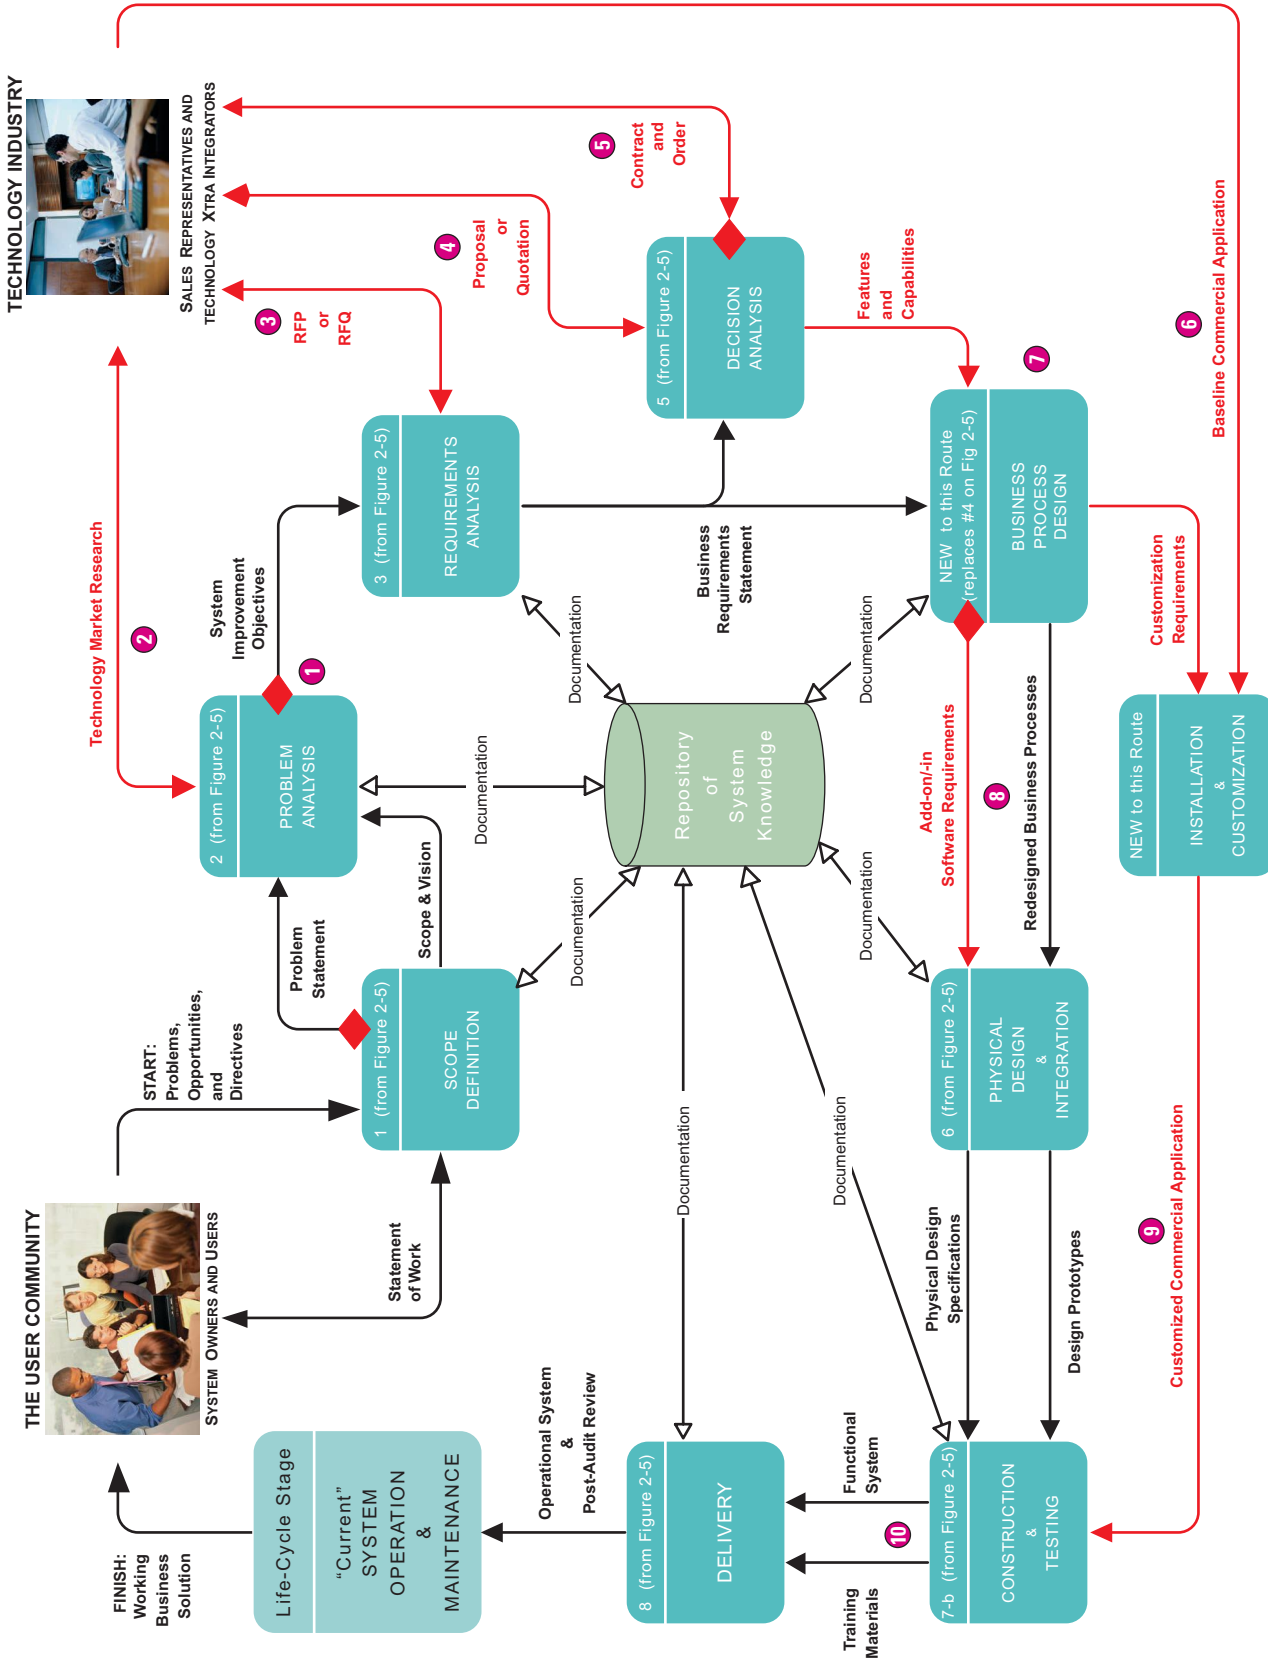 THE USER COMMUNITY
SYSTEM OWNERS AND USERS
TECHNOLOGY INDUSTRY
SALES REPRESENTATIVES AND
TECHNOLOGY XTRA INTEGRATORS
FINISH:
Working
Business
Solution
START:
Problems,
Opportunities,
and
Directives
2
Technology Market Research
Life-Cycle Stage
“Current”
SYSTEM
OPERATION
&
MAINTENANCE
Statement
of Work
Problem
Statement
Scope & Vision
2 (from Figure 2-5)
PROBLEM
ANALYSIS
1
System
Improvement
Objectives
3
RFP
or
RFQ
4
Proposal
or
Quotation
5
Contract
and
Order
1 (from Figure 2-5)
SCOPE
DEFINITION
3 (from Figure 2-5)
REQUIREMENTS
ANALYSIS
Operational System
&
Post-Audit Review
Documentation
Documentation
Documentation
8 (from Figure 2-5)
DELIVERY
Documentation
Repository
of
System
Knowledge
Business
Requirements
Statement
5 (from Figure 2-5)
DECISION
ANALYSIS
Training
Materials
10
Functional
System
Documentation
Documentation
Documentation
Features
and
Capabilities
7-b (from Figure 2-5)
CONSTRUCTION
&
TESTING
Physical Design
Specifications
Design Prototypes
6 (from Figure 2-5)
PHYSICAL
DESIGN
&
INTEGRATION
Add-on/-in
Software Requirements
8
Redesigned Business Processes
NEW to this Route
(replaces #4 on Fig 2-5)
BUSINESS
PROCESS
DESIGN
7
9
Customized Commercial Application
NEW to this Route
INSTALLATION
&
CUSTOMIZATION
Customization
Requirements
6
Baseline Commercial Application